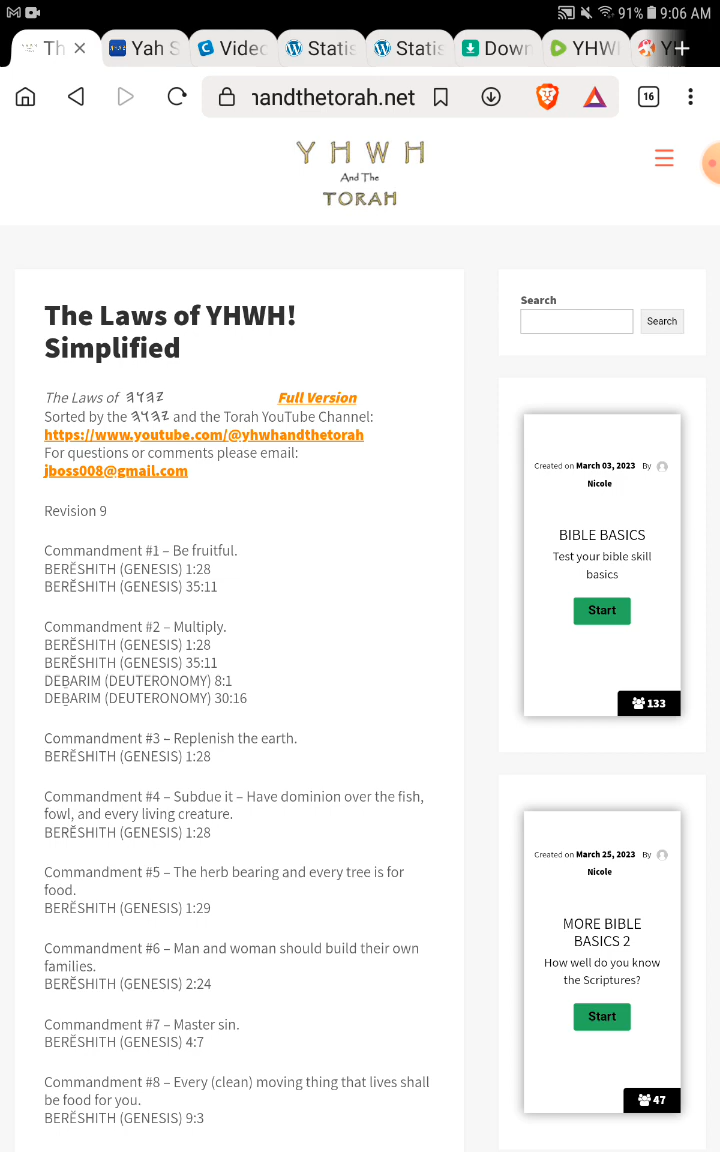 91% 9:06 AM
Th
Yah S
Videc
Statis
Statis
Down
YHWH
Y
handthetorah.net
16
Y H W H
And The
TORAH
The Laws of YHWH!
Simplified
The Laws of 𐤉𐤄𐤅𐤄 Full Version
Sorted by the 𐤉𐤄𐤅𐤄 and the Torah YouTube Channel:
https://www.youtube.com/@yhwhandthetorah
For questions or comments please email:
jboss008@gmail.com
Revision 9
Commandment #1 – Be fruitful.
BERĔSHITH (GENESIS) 1:28
BERĔSHITH (GENESIS) 35:11
Commandment #2 – Multiply.
BERĔSHITH (GENESIS) 1:28
BERĔSHITH (GENESIS) 35:11
DEḆARIM (DEUTERONOMY) 8:1
DEḆARIM (DEUTERONOMY) 30:16
Commandment #3 – Replenish the earth.
BERĔSHITH (GENESIS) 1:28
Commandment #4 – Subdue it – Have dominion over the fish,
fowl, and every living creature.
BERĔSHITH (GENESIS) 1:28
Commandment #5 – The herb bearing and every tree is for
food.
BERĔSHITH (GENESIS) 1:29
Commandment #6 – Man and woman should build their own
families.
BERĔSHITH (GENESIS) 2:24
Commandment #7 – Master sin.
BERĔSHITH (GENESIS) 4:7
Commandment #8 – Every (clean) moving thing that lives shall
be food for you.
BERĔSHITH (GENESIS) 9:3
Search
Search
Created on March 03, 2023 By
Nicole
BIBLE BASICS
Test your bible skill
basics
Start
133
Created on March 25, 2023 By
Nicole
MORE BIBLE
BASICS 2
How well do you know
the Scriptures?
Start
47